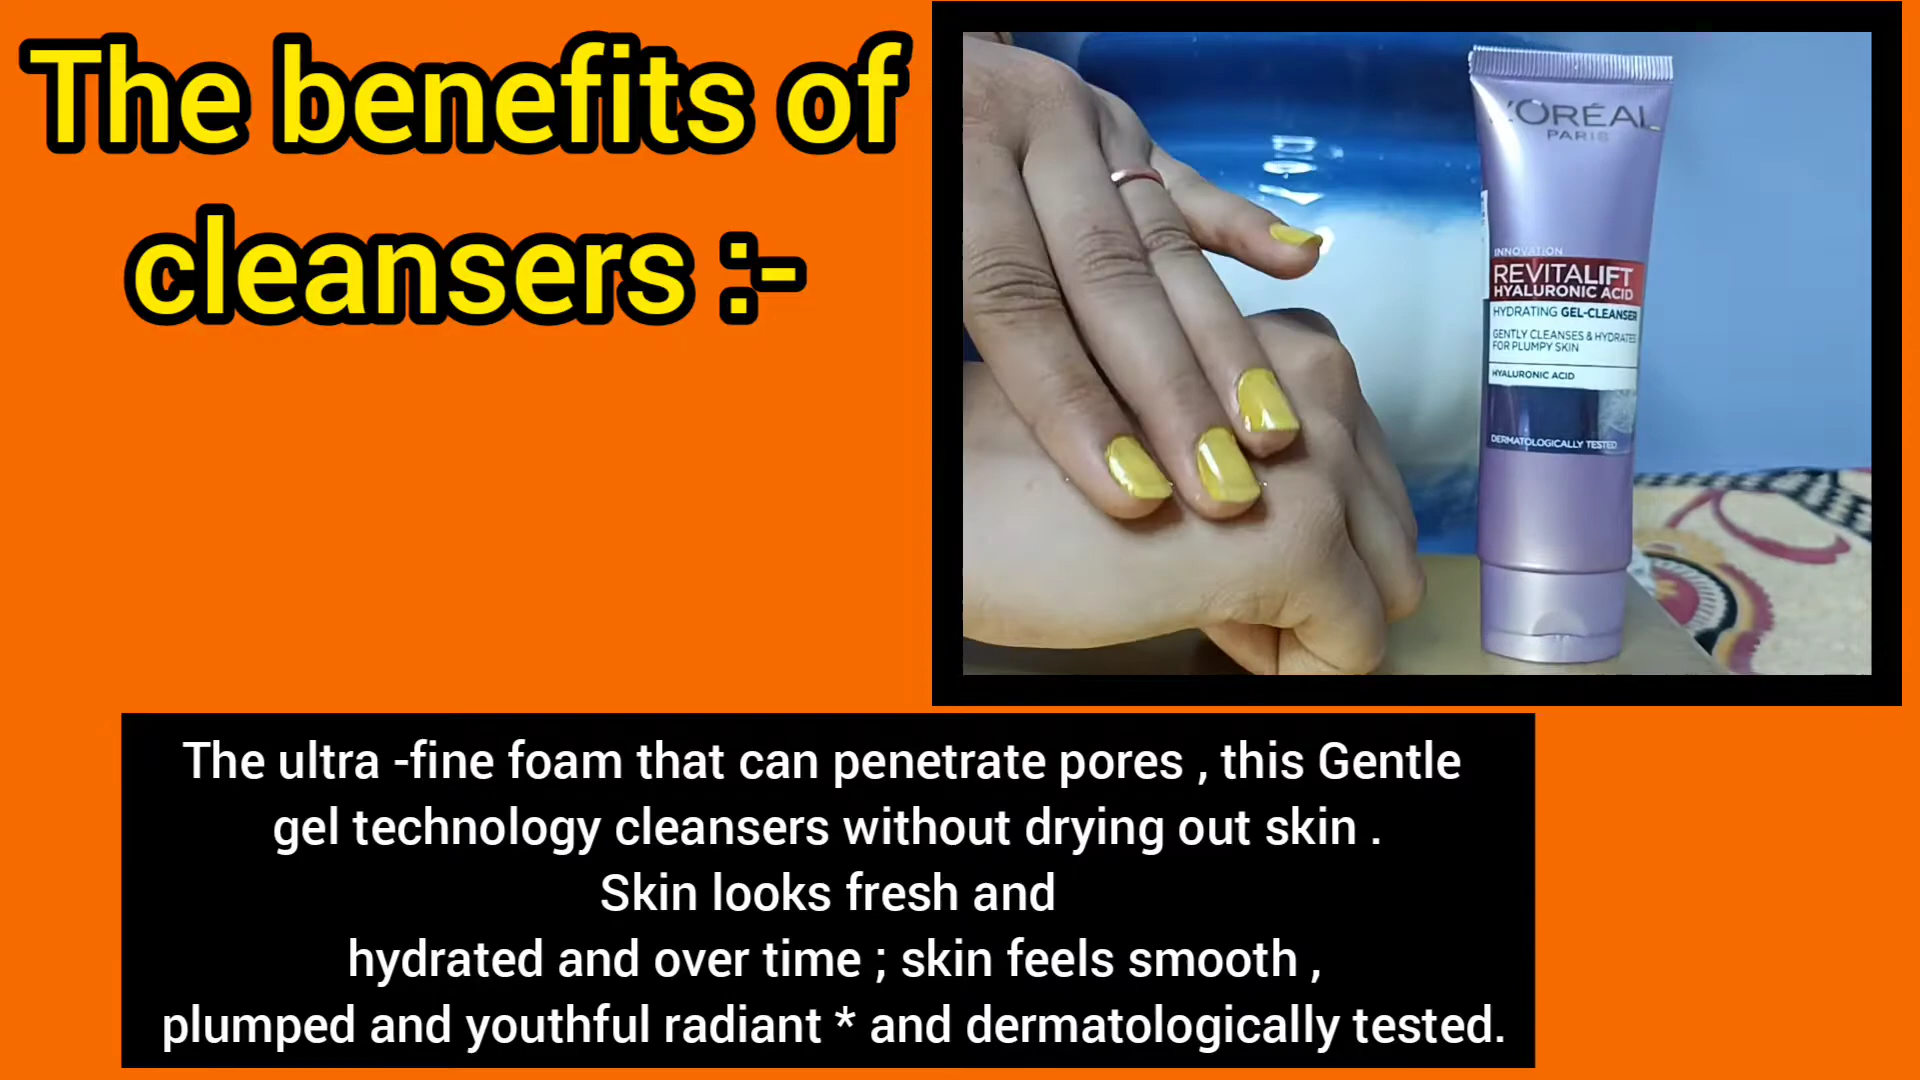 The benefits of
cleansers :-
L'ORÉAL
PARIS
INNOVATION
REVITALIFT
HYALURONIC ACID
HYDRATING GEL-CLEANSER
GENTLY CLEANSES & HYDRATES
FOR PLUMPY SKIN
HYALURONIC ACID
DERMATOLOGICALLY TESTED
The ultra -fine foam that can penetrate pores , this Gentle
gel technology cleansers without drying out skin .
Skin looks fresh and
hydrated and over time ; skin feels smooth ,
plumped and youthful radiant * and dermatologically tested.